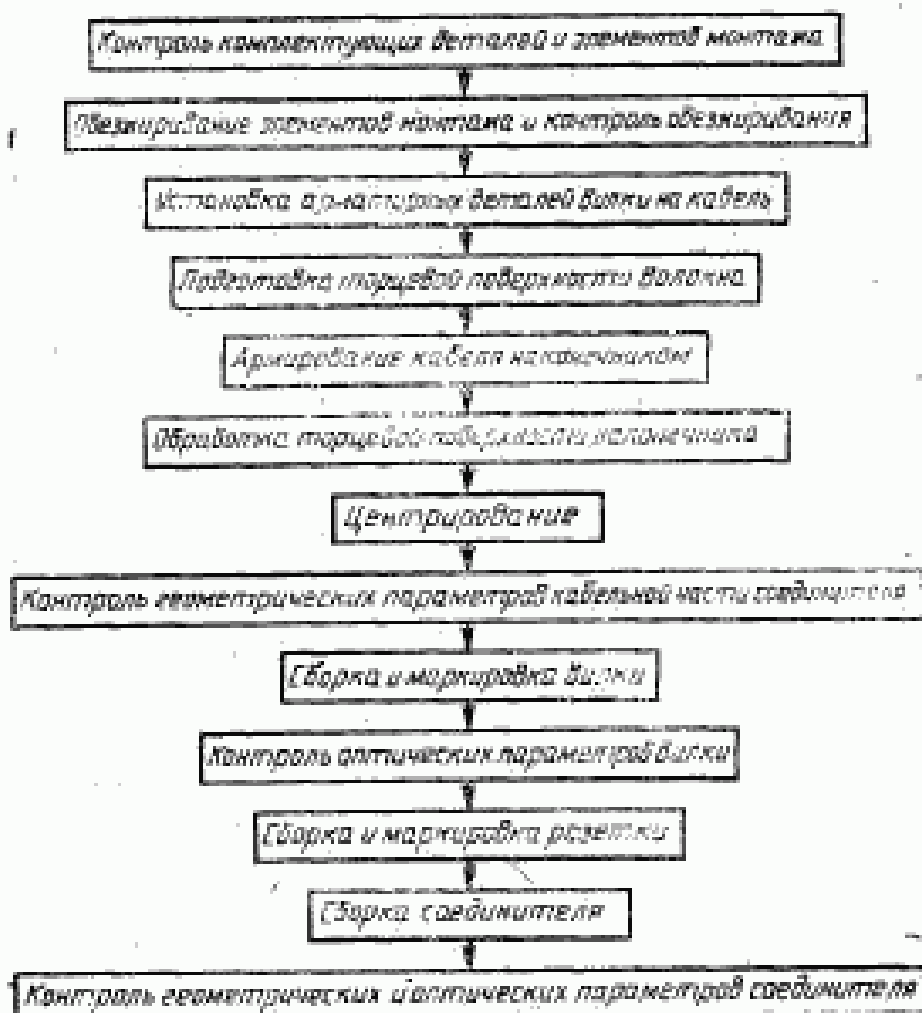 Контроль комплектующих деталей и элементов монтажа
Обезжиривание элементов монтажа и контроль обезжиривания
Установка арматурных деталей вилки на кабель
Подготовка торцевой поверхности волокна
Армирование кабеля наконечником
Обработка торцевой поверхности наконечника
Центрирование
Контроль геометрических параметров кабельной части соединителя
Сборка и маркировка вилки
Контроль оптических параметров вилки
Сборка и маркировка розетки
Сборка соединителя
Контроль геометрических и оптических параметров соединителя